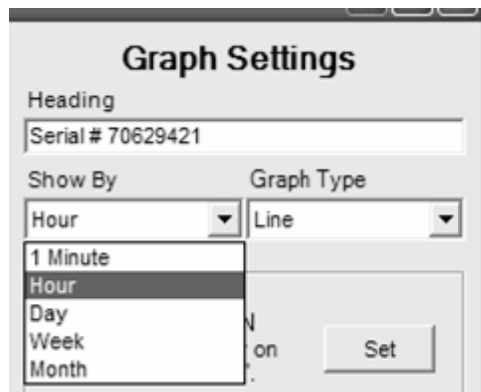 Graph Settings
Heading
Serial # 70629421
Show By Graph Type
Hour Line
1 Minute
Hour
Day
Week
Month
on
Set